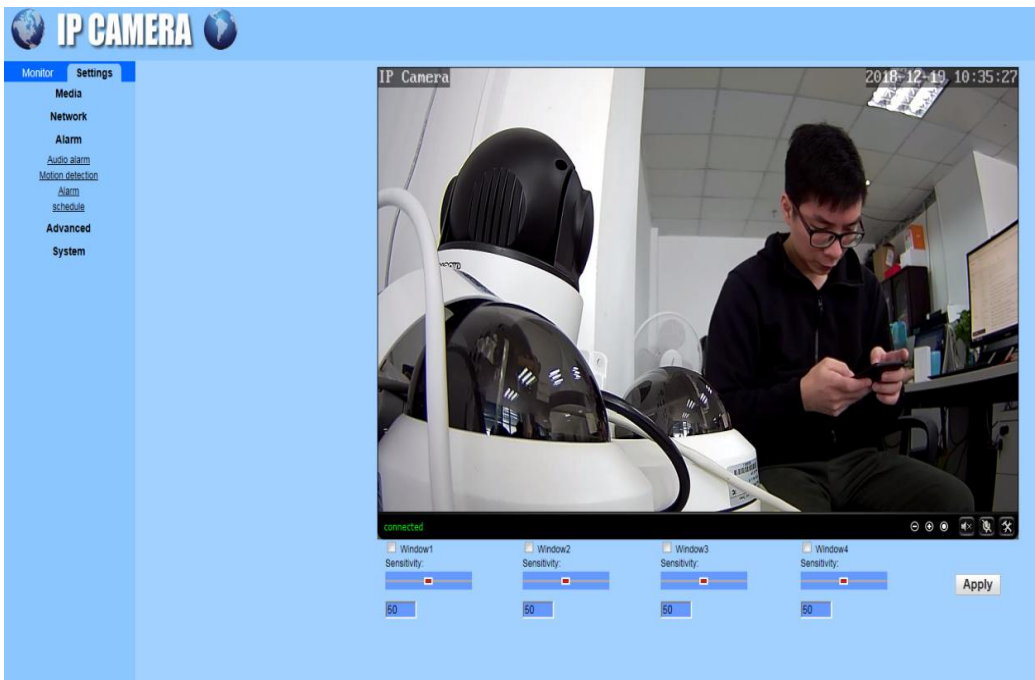 IP CAMERA
Monitor Settings
Media
Network
Alarm
Audio alarm
Motion detection
Alarm
schedule
Advanced
System
IP Camera 2018-12-19 10:35:27
connected
Window1 Window2 Window3 Window4
Sensitivity: Sensitivity: Sensitivity: Sensitivity:
Apply
50 50 50 50